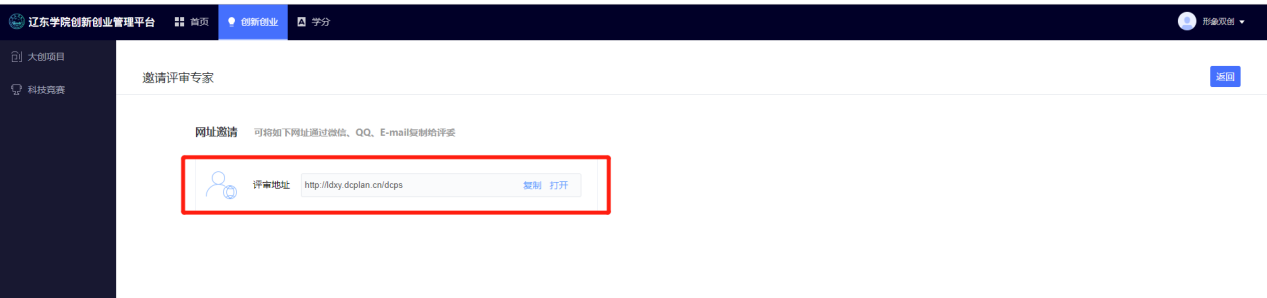 辽东学院创新创业管理平台 首页 创新创业 学分 形象双创
大创项目
科技竞赛
邀请评审专家 返回
网址邀请 可将如下网址通过微信、QQ、E-mail复制给评委
评审地址 http://ldxy.dcplan.cn/dcps 复制 打开